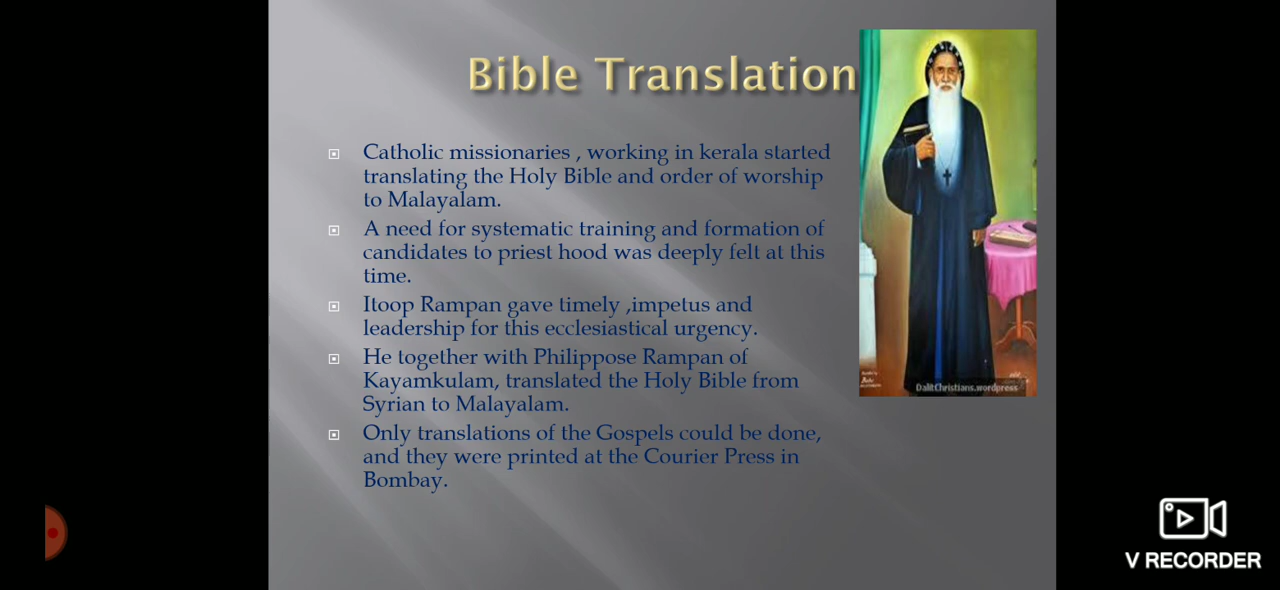 Bible Translation
Catholic missionaries , working in kerala started
translating the Holy Bible and order of worship
to Malayalam.
A need for systematic training and formation of
candidates to priest hood was deeply felt at this
time.
Itoop Rampan gave timely ,impetus and
leadership for this ecclesiastical urgency.
He together with Philippose Rampan of
Kayamkulam, translated the Holy Bible from
Syrian to Malayalam.
Only translations of the Gospels could be done,
and they were printed at the Courier Press in
Bombay.
DalitChristians.wordpress
V RECORDER